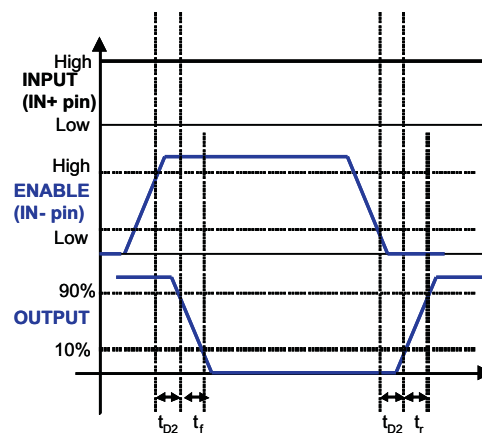 High
INPUT
(IN+ pin)
Low
High
ENABLE
(IN- pin)
Low
90%
OUTPUT
10%
tD2 tf tD2 tr